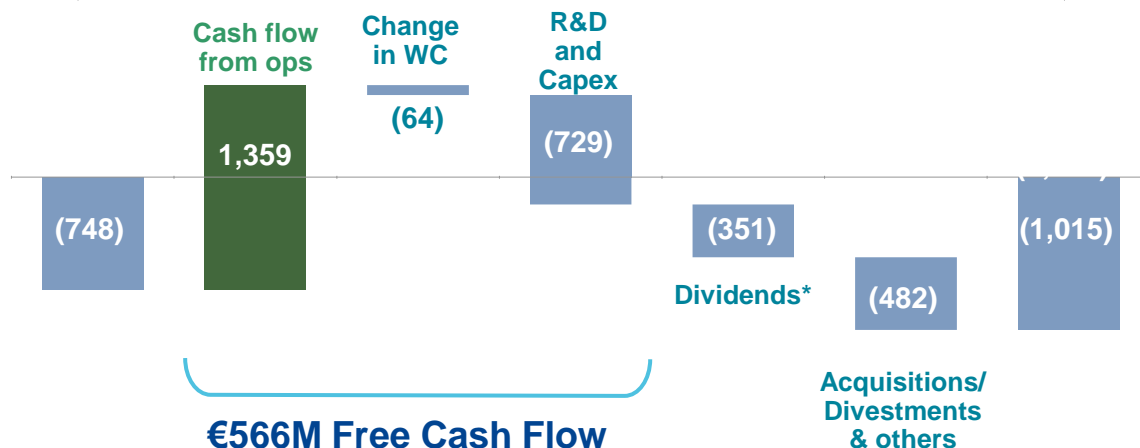 Cash flow
from ops
Change
in WC
R&D
and
Capex
(64)
1,359
(729)
(748)
(351)
(1,015)
Dividends*
(482)
Acquisitions/
Divestments
& others
€566M Free Cash Flow